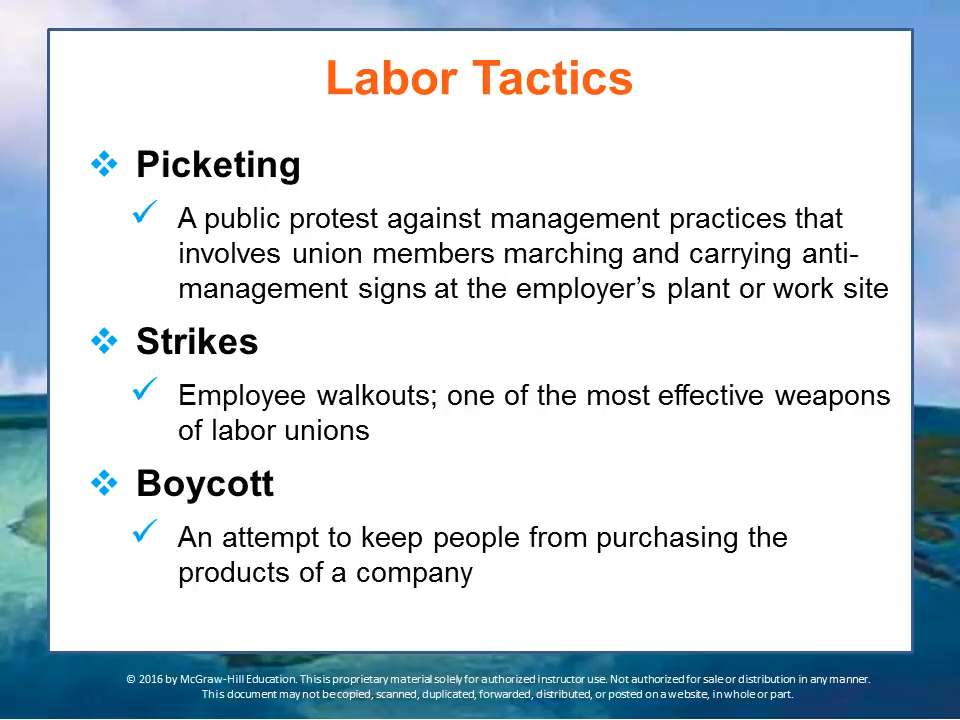 Labor Tactics
Picketing
A public protest against management practices that
involves union members marching and carrying anti-
management signs at the employer’s plant or work site
Strikes
Employee walkouts; one of the most effective weapons
of labor unions
Boycott
An attempt to keep people from purchasing the
products of a company
© 2016 by McGraw-Hill Education. This is proprietary material solely for authorized instructor use. Not authorized for sale or distribution in any manner.
This document may not be copied, scanned, duplicated, forwarded, distributed, or posted on a website, in whole or part.